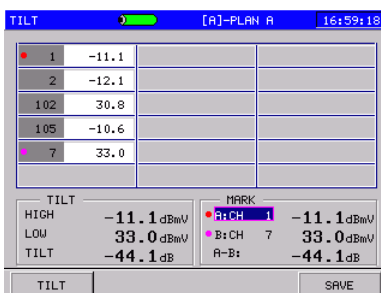 TILT [A]-PLAN A 16:59:18
1 -11.1
2 -12.1
102 30.8
105 -10.6
7 33.0
TILT MARK
HIGH -11.1dBmV A:CH 1 -11.1dBmV
LOW 33.0dBmV B:CH 7 33.0dBmV
TILT -44.1dB A-B: -44.1dB
TILT SAVE